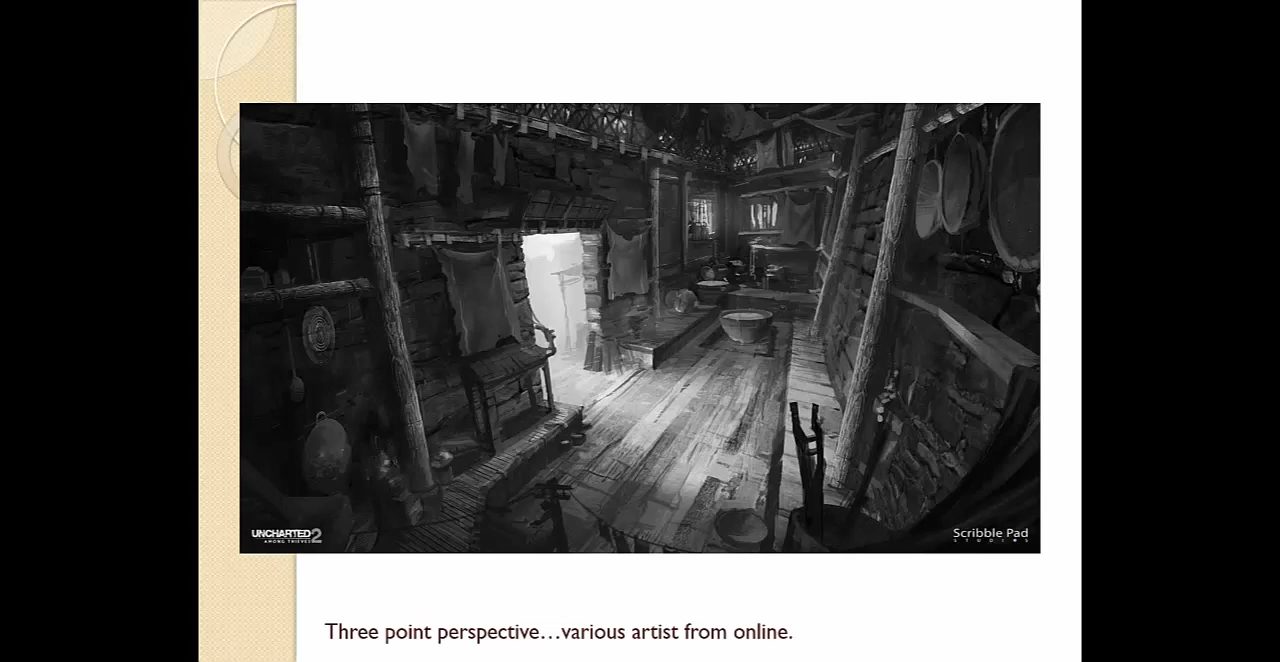 UNCHARTED 2
AMONG THIEVES
Scribble Pad
STUDIOS
Three point perspective...various artist from online.